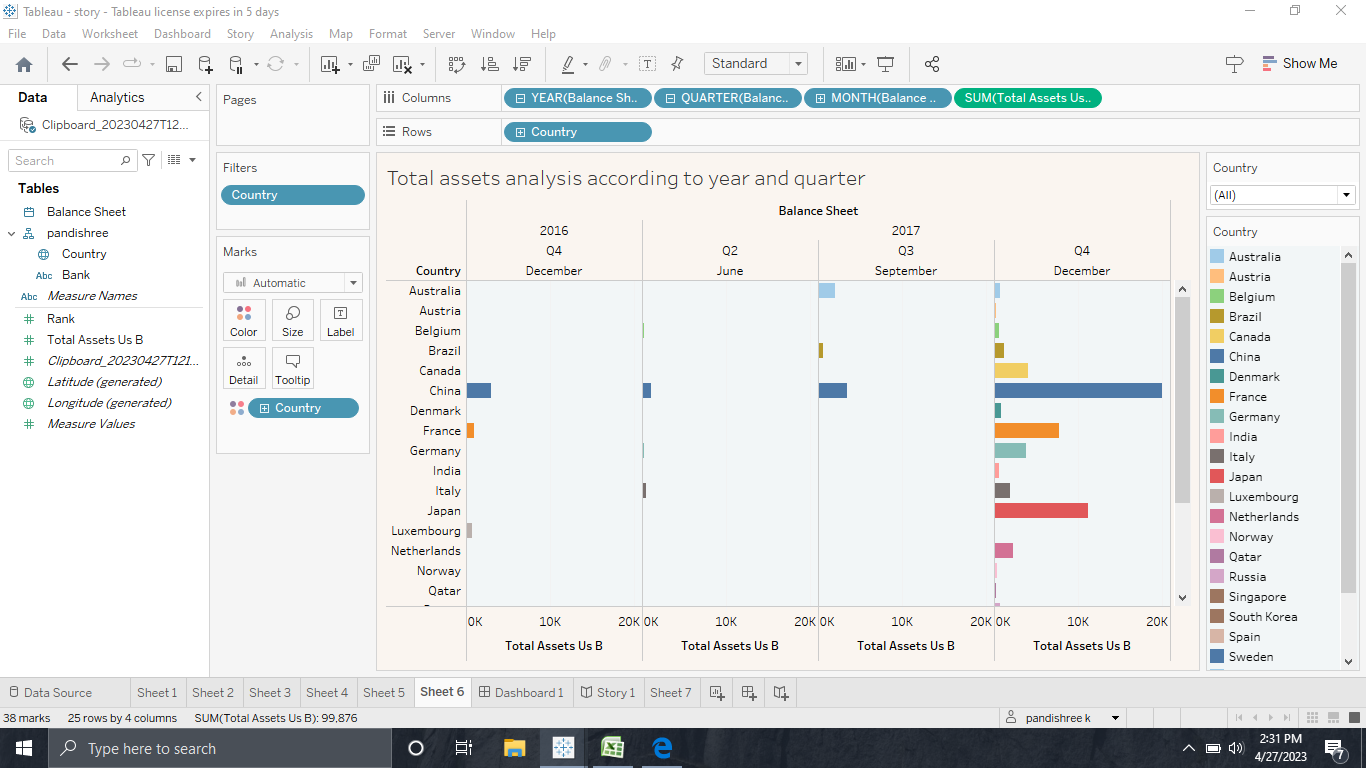 Tableau - story - Tableau license expires in 5 days
File Data Worksheet Dashboard Story Analysis Map Format Server Window Help
Standard
Show Me
Data Analytics
Clipboard_20230427T12...
Search
Tables
Balance Sheet
pandishree
Country
Abc Bank
Abc Measure Names
Rank
Total Assets Us B
Clipboard_20230427T121...
Latitude (generated)
Longitude (generated)
Measure Values
Pages
Filters
Country
Marks
Automatic
Color Size Label
Detail Tooltip
Country
Columns YEAR(Balance Sh.. QUARTER(Balanc.. MONTH(Balance .. SUM(Total Assets Us..
Rows Country
Total assets analysis according to year and quarter
Balance Sheet
2016 2017
Q4 Q2 Q3 Q4
Country December June September December
Australia
Austria
Belgium
Brazil
Canada
China
Denmark
France
Germany
India
Italy
Japan
Luxembourg
Netherlands
Norway
Qatar
0K 10K 20K 0K 10K 20K 0K 10K 20K 0K 10K 20K
Total Assets Us B Total Assets Us B Total Assets Us B Total Assets Us B
Country
(All)
Country
Australia
Austria
Belgium
Brazil
Canada
China
Denmark
France
Germany
India
Italy
Japan
Luxembourg
Netherlands
Norway
Qatar
Russia
Singapore
South Korea
Spain
Sweden
Data Source Sheet 1 Sheet 2 Sheet 3 Sheet 4 Sheet 5 Sheet 6 Dashboard 1 Story 1 Sheet 7
38 marks 25 rows by 4 columns SUM(Total Assets Us B): 99,876 pandishree k
Type here to search
2:31 PM
4/27/2023
7